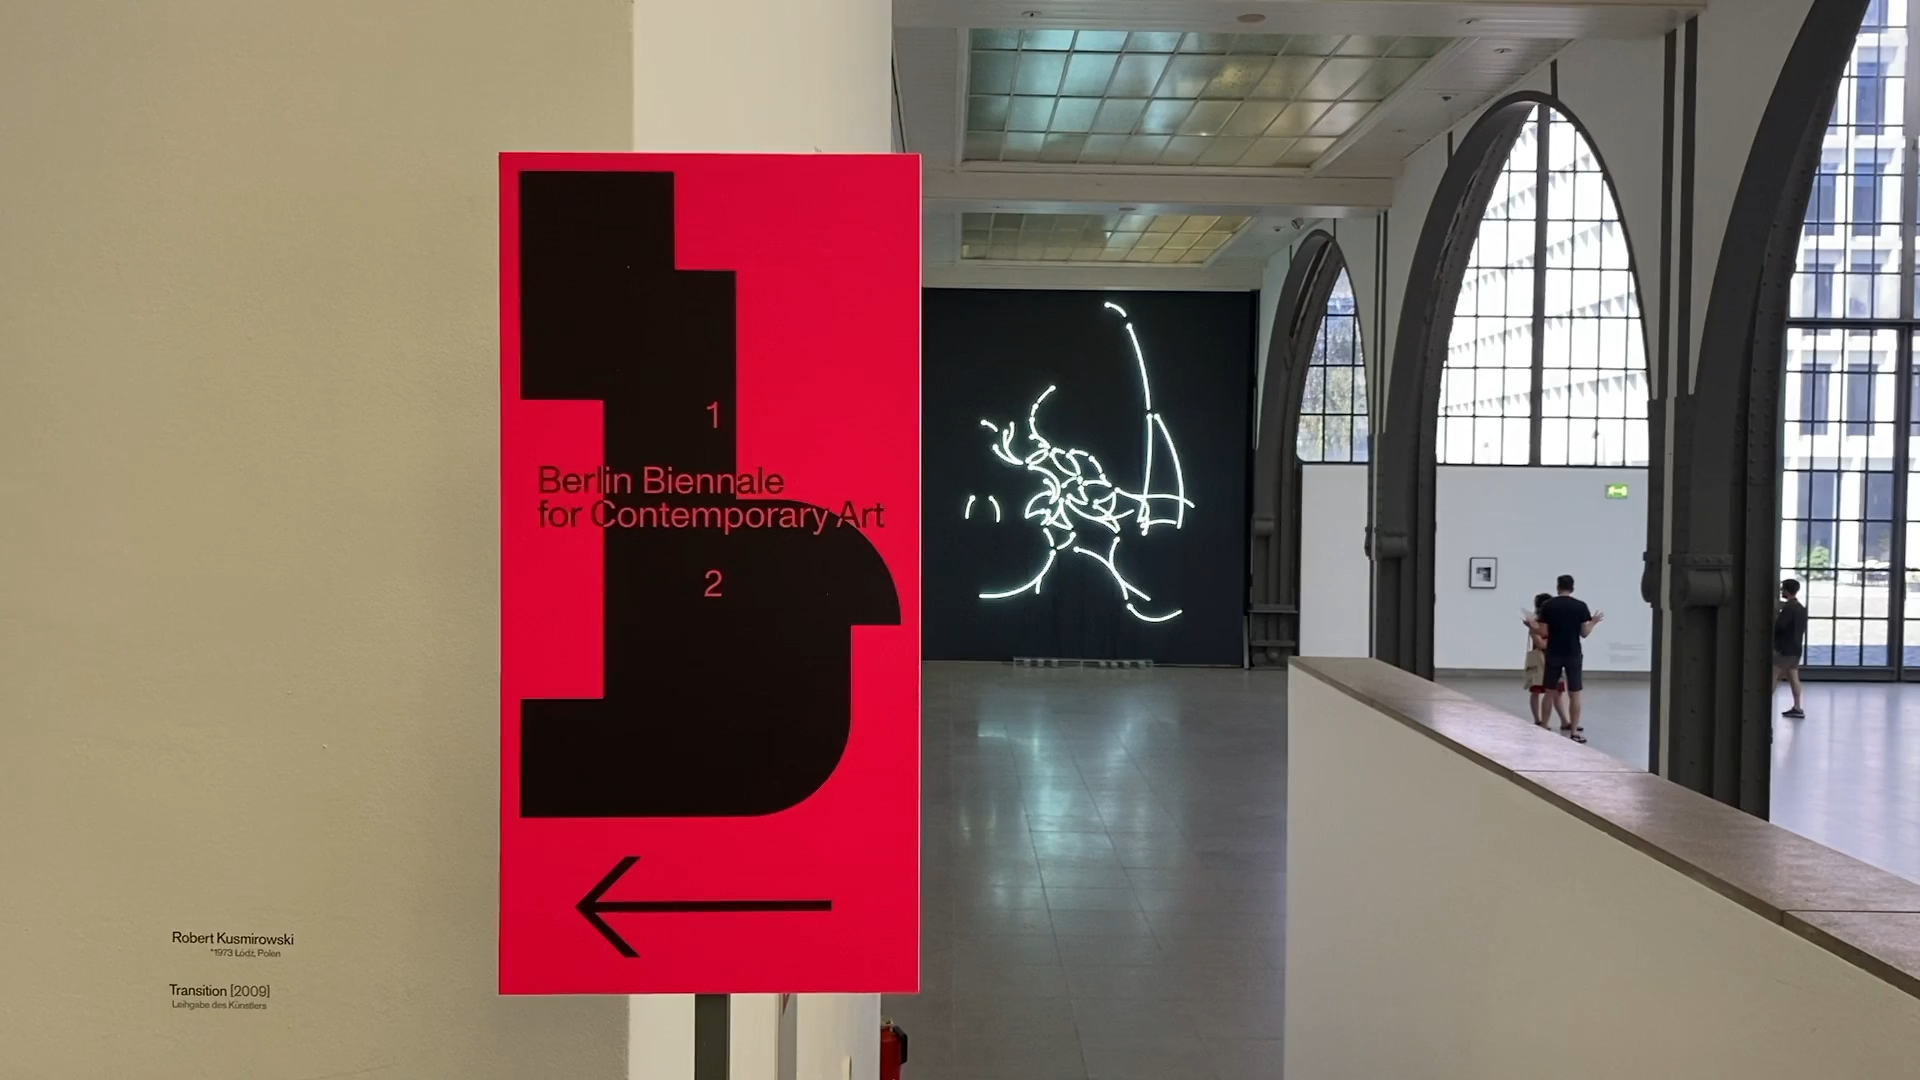 1
Berlin Biennale
for Contemporary Art
2
Robert Kusmirowski
*1973 Łódź, Polen
Transition [2009]
Leihgabe des Künstlers